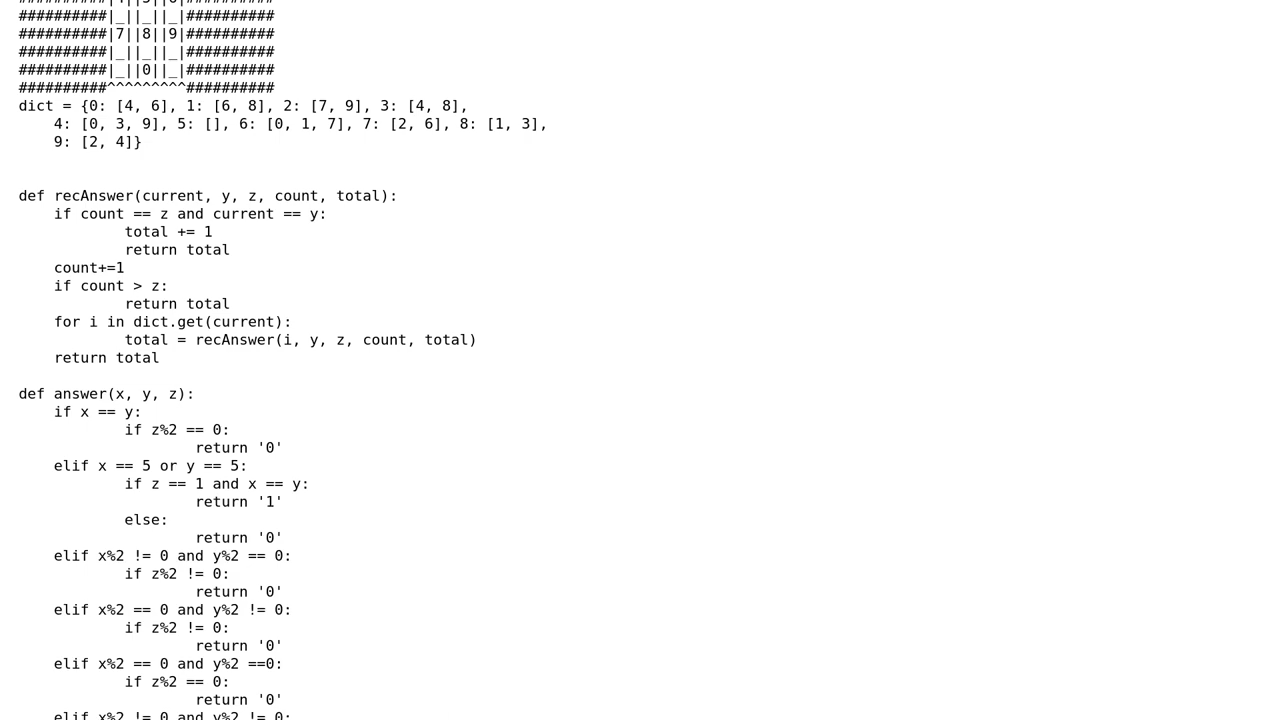 ##########|_||_||_|##########
##########|7||8||9|##########
##########|_||_||_|##########
##########|_||0||_|##########
##########^^^^^^^^^##########
dict = {0: [4, 6], 1: [6, 8], 2: [7, 9], 3: [4, 8],
    4: [0, 3, 9], 5: [], 6: [0, 1, 7], 7: [2, 6], 8: [1, 3],
    9: [2, 4]}
def recAnswer(current, y, z, count, total):
    if count == z and current == y:
            total += 1
            return total
    count+=1
    if count > z:
            return total
    for i in dict.get(current):
            total = recAnswer(i, y, z, count, total)
    return total
def answer(x, y, z):
    if x == y:
            if z%2 == 0:
                    return '0'
    elif x == 5 or y == 5:
            if z == 1 and x == y:
                    return '1'
            else:
                    return '0'
    elif x%2 != 0 and y%2 == 0:
            if z%2 != 0:
                    return '0'
    elif x%2 == 0 and y%2 != 0:
            if z%2 != 0:
                    return '0'
    elif x%2 == 0 and y%2 ==0:
            if z%2 == 0:
                    return '0'
    elif x%2 != 0 and y%2 != 0: